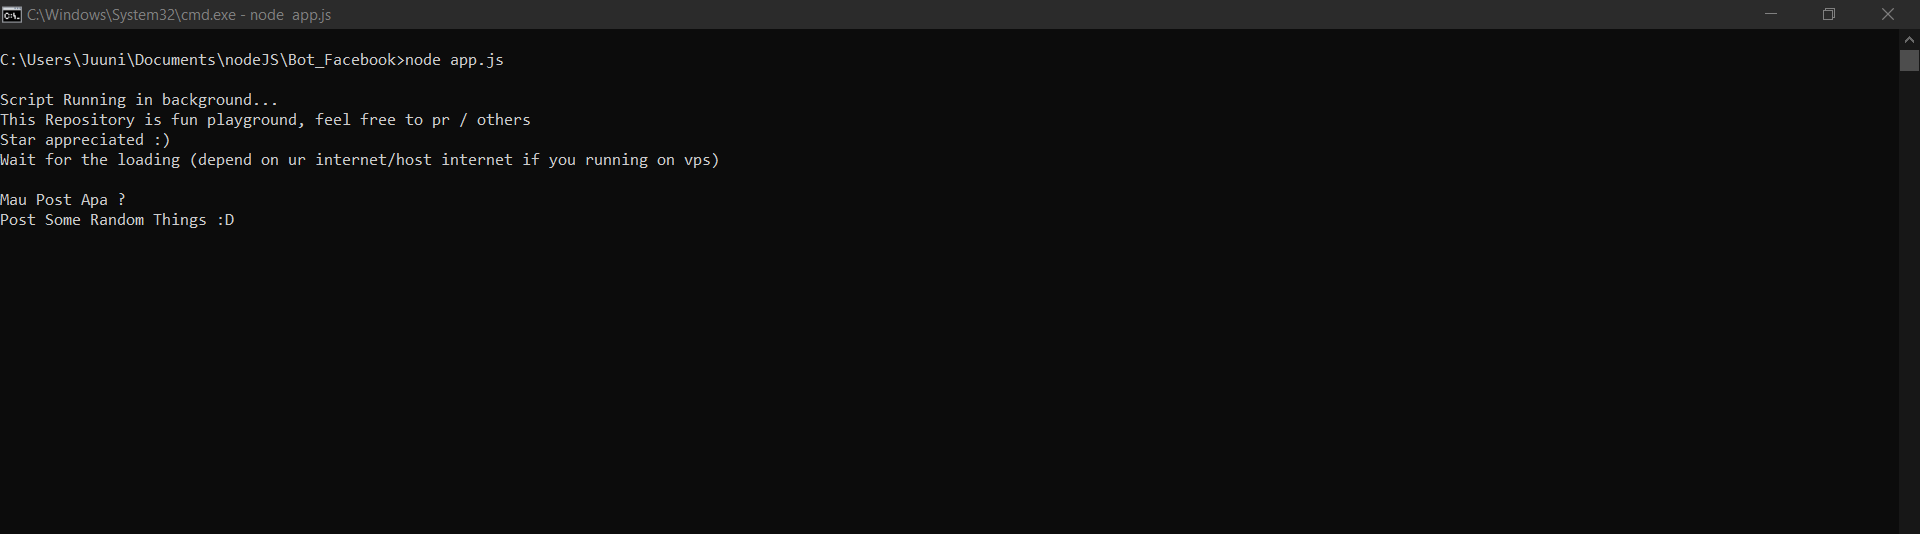 C:\Windows\System32\cmd.exe - node  app.js
C:\Users\Juuni\Documents\nodeJS\Bot_Facebook>node app.js
Script Running in background...
This Repository is fun playground, feel free to pr / others
Star appreciated :)
Wait for the loading (depend on ur internet/host internet if you running on vps)
Mau Post Apa ?
Post Some Random Things :D